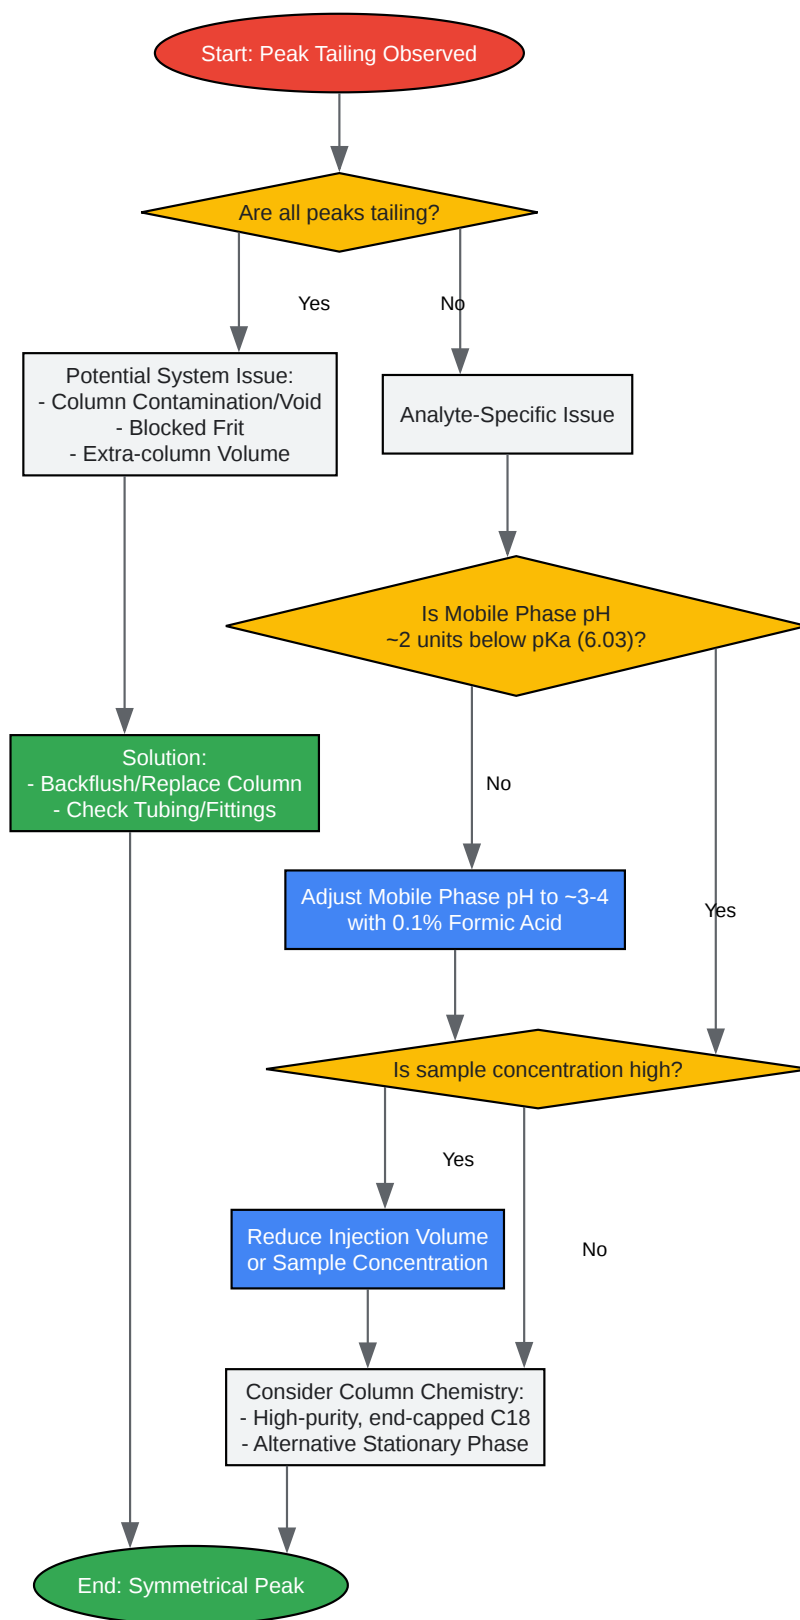 Start: Peak Tailing Observed
Are all peaks tailing?
Yes
No
Potential System Issue:
- Column Contamination/Void
- Blocked Frit
- Extra-column Volume
Analyte-Specific Issue
Is Mobile Phase pH
~2 units below pKa (6.03)?
Solution:
- Backflush/Replace Column
- Check Tubing/Fittings
No
Adjust Mobile Phase pH to ~3-4
with 0.1% Formic Acid
Yes
Is sample concentration high?
Yes
Reduce Injection Volume
or Sample Concentration
No
Consider Column Chemistry:
- High-purity, end-capped C18
- Alternative Stationary Phase
End: Symmetrical Peak